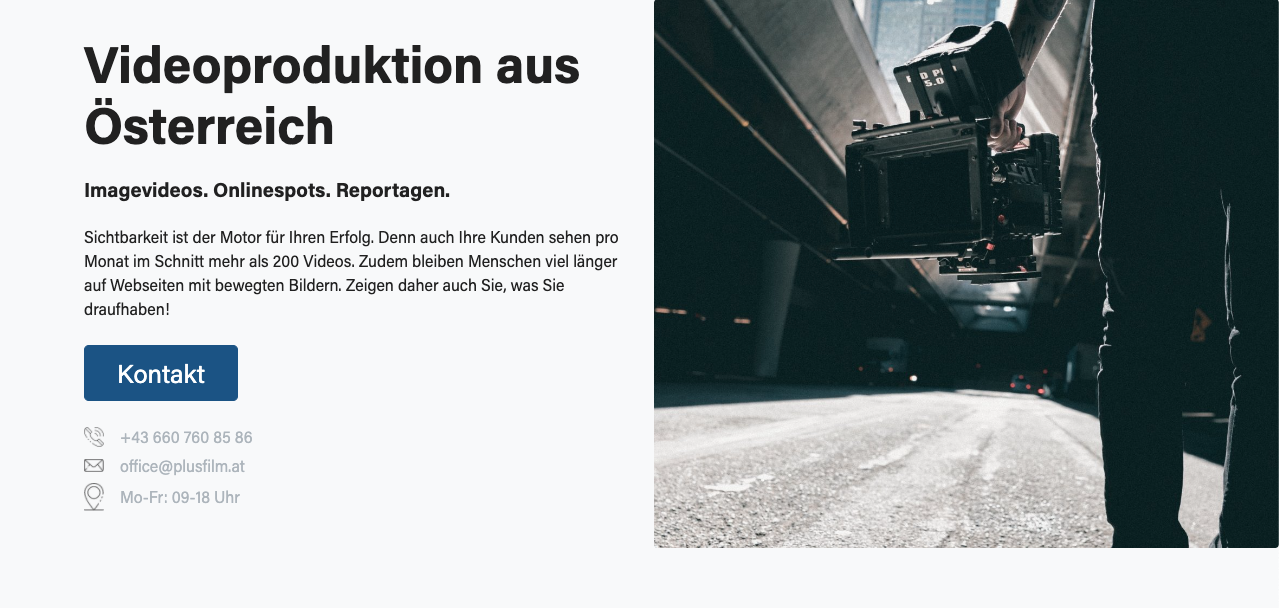 Videoproduktion aus
Österreich
Imagevideos. Onlinespots. Reportagen.
Sichtbarkeit ist der Motor für Ihren Erfolg. Denn auch Ihre Kunden sehen pro
Monat im Schnitt mehr als 200 Videos. Zudem bleiben Menschen viel länger
auf Webseiten mit bewegten Bildern. Zeigen daher auch Sie, was Sie
draufhaben!
Kontakt
+43 660 760 85 86
office@plusfilm.at
Mo-Fr: 09-18 Uhr
5.0